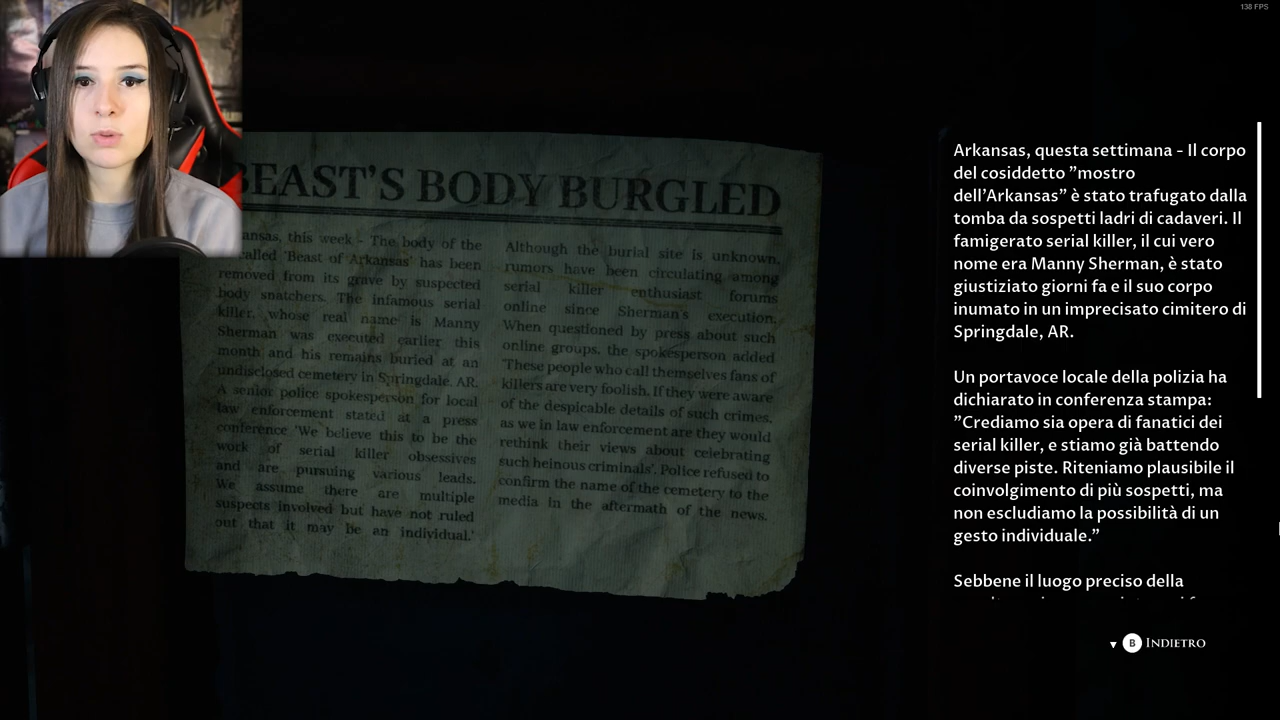 138 FPS
BEAST'S BODY BURGLED
ansas, this week - The body of the
called 'Beast of Arkansas' has been
removed from its grave by suspected
body snatchers. The infamous serial
killer, whose real name is Manny
Sherman was executed earlier this
month and his remains buried at an
undisclosed cemetery in Springdale, AR.
A senior police spokesperson for local
law enforcement stated at a press
conference 'We believe this to be the
work of serial killer obsessives
and are pursuing various leads.
We assume there are multiple
suspects involved but have not ruled
out that it may be an individual.'
Although the burial site is unknown,
rumors have been circulating among
serial killer enthusiast forums
online since Sherman's execution.
When questioned by press about such
online groups, the spokesperson added
'These people who call themselves fans of
killers are very foolish. If they were aware
of the despicable details of such crimes,
as we in law enforcement are they would
rethink their views about celebrating
such heinous criminals'. Police refused to
confirm the name of the cemetery to the
media in the aftermath of the news.
Arkansas, questa settimana - Il corpo
del cosiddetto "mostro
dell'Arkansas" è stato trafugato dalla
tomba da sospetti ladri di cadaveri. Il
famigerato serial killer, il cui vero
nome era Manny Sherman, è stato
giustiziato giorni fa e il suo corpo
inumato in un imprecisato cimitero di
Springdale, AR.
Un portavoce locale della polizia ha
dichiarato in conferenza stampa:
"Crediamo sia opera di fanatici dei
serial killer, e stiamo già battendo
diverse piste. Riteniamo plausibile il
coinvolgimento di più sospetti, ma
non escludiamo la possibilità di un
gesto individuale."
Sebbene il luogo preciso della
B INDIETRO